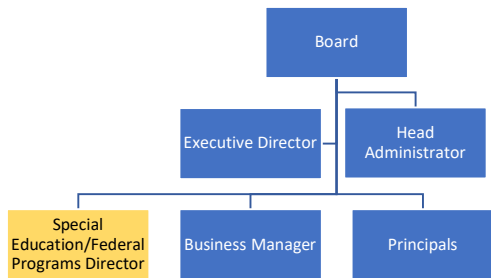 Board
Executive Director
Head
Administrator
Special
Education/Federal
Programs Director
Business Manager
Principals